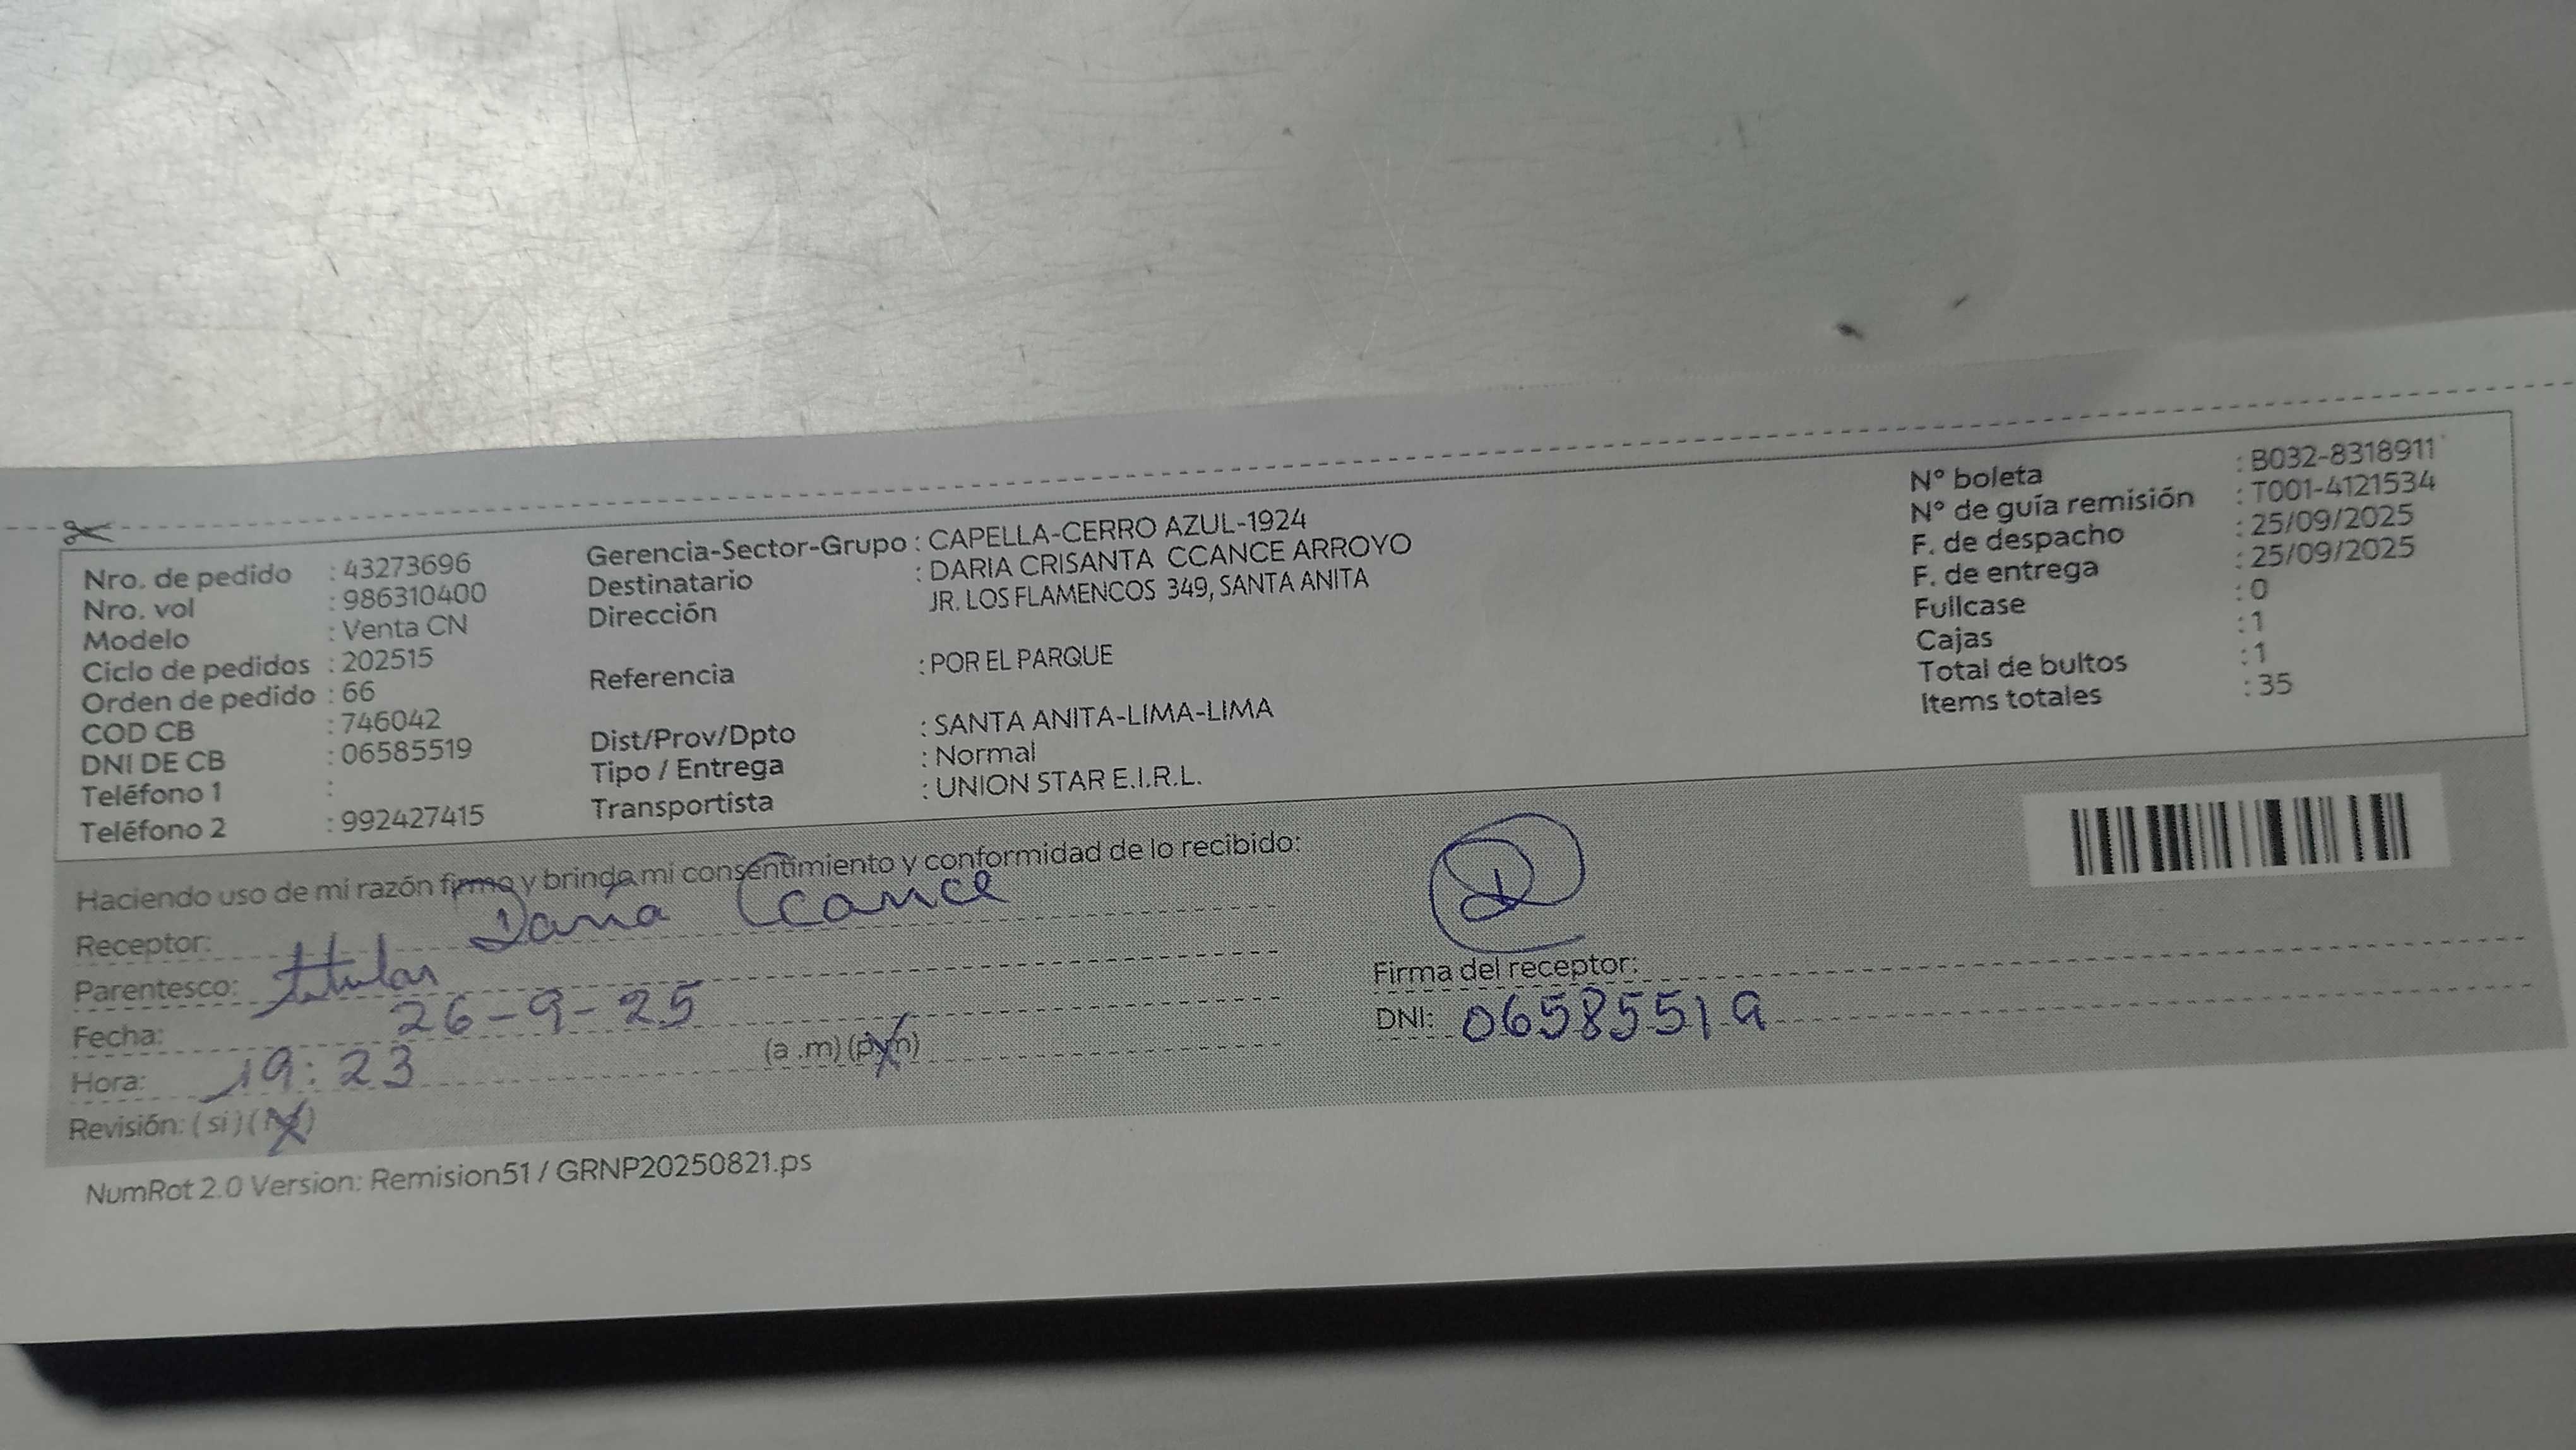 Nro. de pedido : 43273696
Nro. vol : 986310400
Modelo : Venta CN
Ciclo de pedidos : 202515
Orden de pedido : 66
COD CB : 746042
DNI DE CB : 06585519
Teléfono 1 :
Teléfono 2 : 992427415
Gerencia-Sector-Grupo : CAPELLA-CERRO AZUL-1924
Destinatario : DARIA CRISANTA CCANCE ARROYO
Dirección JR. LOS FLAMENCOS 349, SANTA ANITA
Referencia : POR EL PARQUE
Dist/Prov/Dpto : SANTA ANITA-LIMA-LIMA
Tipo / Entrega : Normal
Transportista : UNION STAR E.I.R.L.
N° boleta : B032-8318911
N° de guía remisión : T001-4121534
F. de despacho : 25/09/2025
F. de entrega : 25/09/2025
Fullcase : 0
Cajas : 1
Total de bultos : 1
Items totales : 35
Haciendo uso de mi razón firmo y brindo mi consentimiento y conformidad de lo recibido:
Receptor: Daria Ccance
Parentesco: titular
Fecha: 26-9-25
Hora: 19:23 (a .m) (p.m)
Revisión: (si) (no)
Firma del receptor:
DNI: 06585519
NumRot 2.0 Version: Remision51 / GRNP20250821.ps